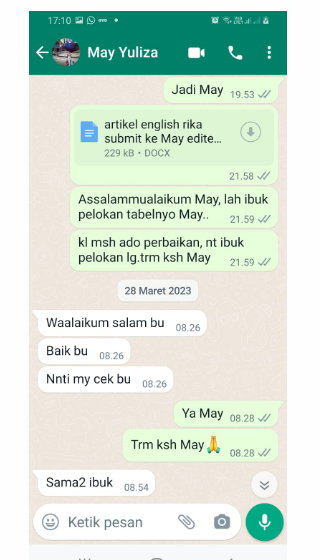 17:10
May Yuliza
Jadi May 19.53
artikel english rika
submit ke May edite...
229 kB • DOCX
21.58
Assalammualaikum May, lah ibuk
pelokan tabelnyo May.. 21.59
kl msh ado perbaikan, nt ibuk
pelokan lg.trm ksh May 21.59
28 Maret 2023
Waalaikum salam bu 08.26
Baik bu 08.26
Nnti my cek bu 08.26
Ya May 08.28
Trm ksh May🙏 08.28
Sama2 ibuk 08.54
Ketik pesan